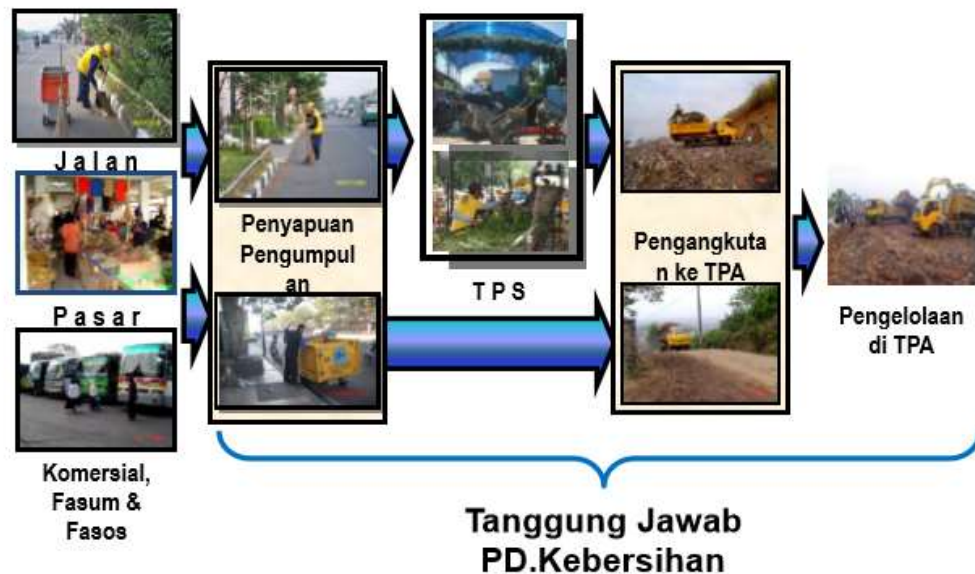 J a l a n
P a s a r
Komersial,
Fasum &
Fasos
Penyapuan
Pengumpul
an
T P S
Pengangkuta
n ke TPA
Pengelolaan
di TPA
Tanggung Jawab
PD.Kebersihan